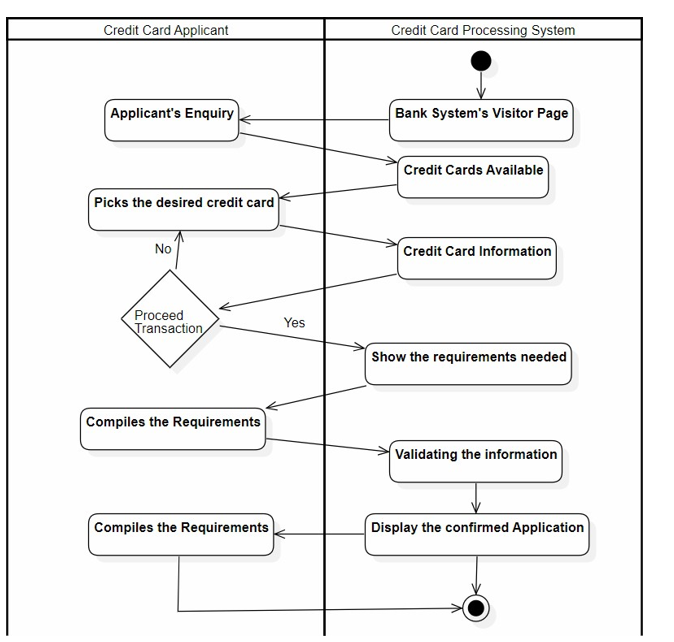 Credit Card Applicant
Credit Card Processing System
Applicant's Enquiry
Bank System's Visitor Page
Credit Cards Available
Picks the desired credit card
Credit Card Information
No
Proceed
Transaction
Yes
Show the requirements needed
Compiles the Requirements
Validating the information
Compiles the Requirements
Display the confirmed Application